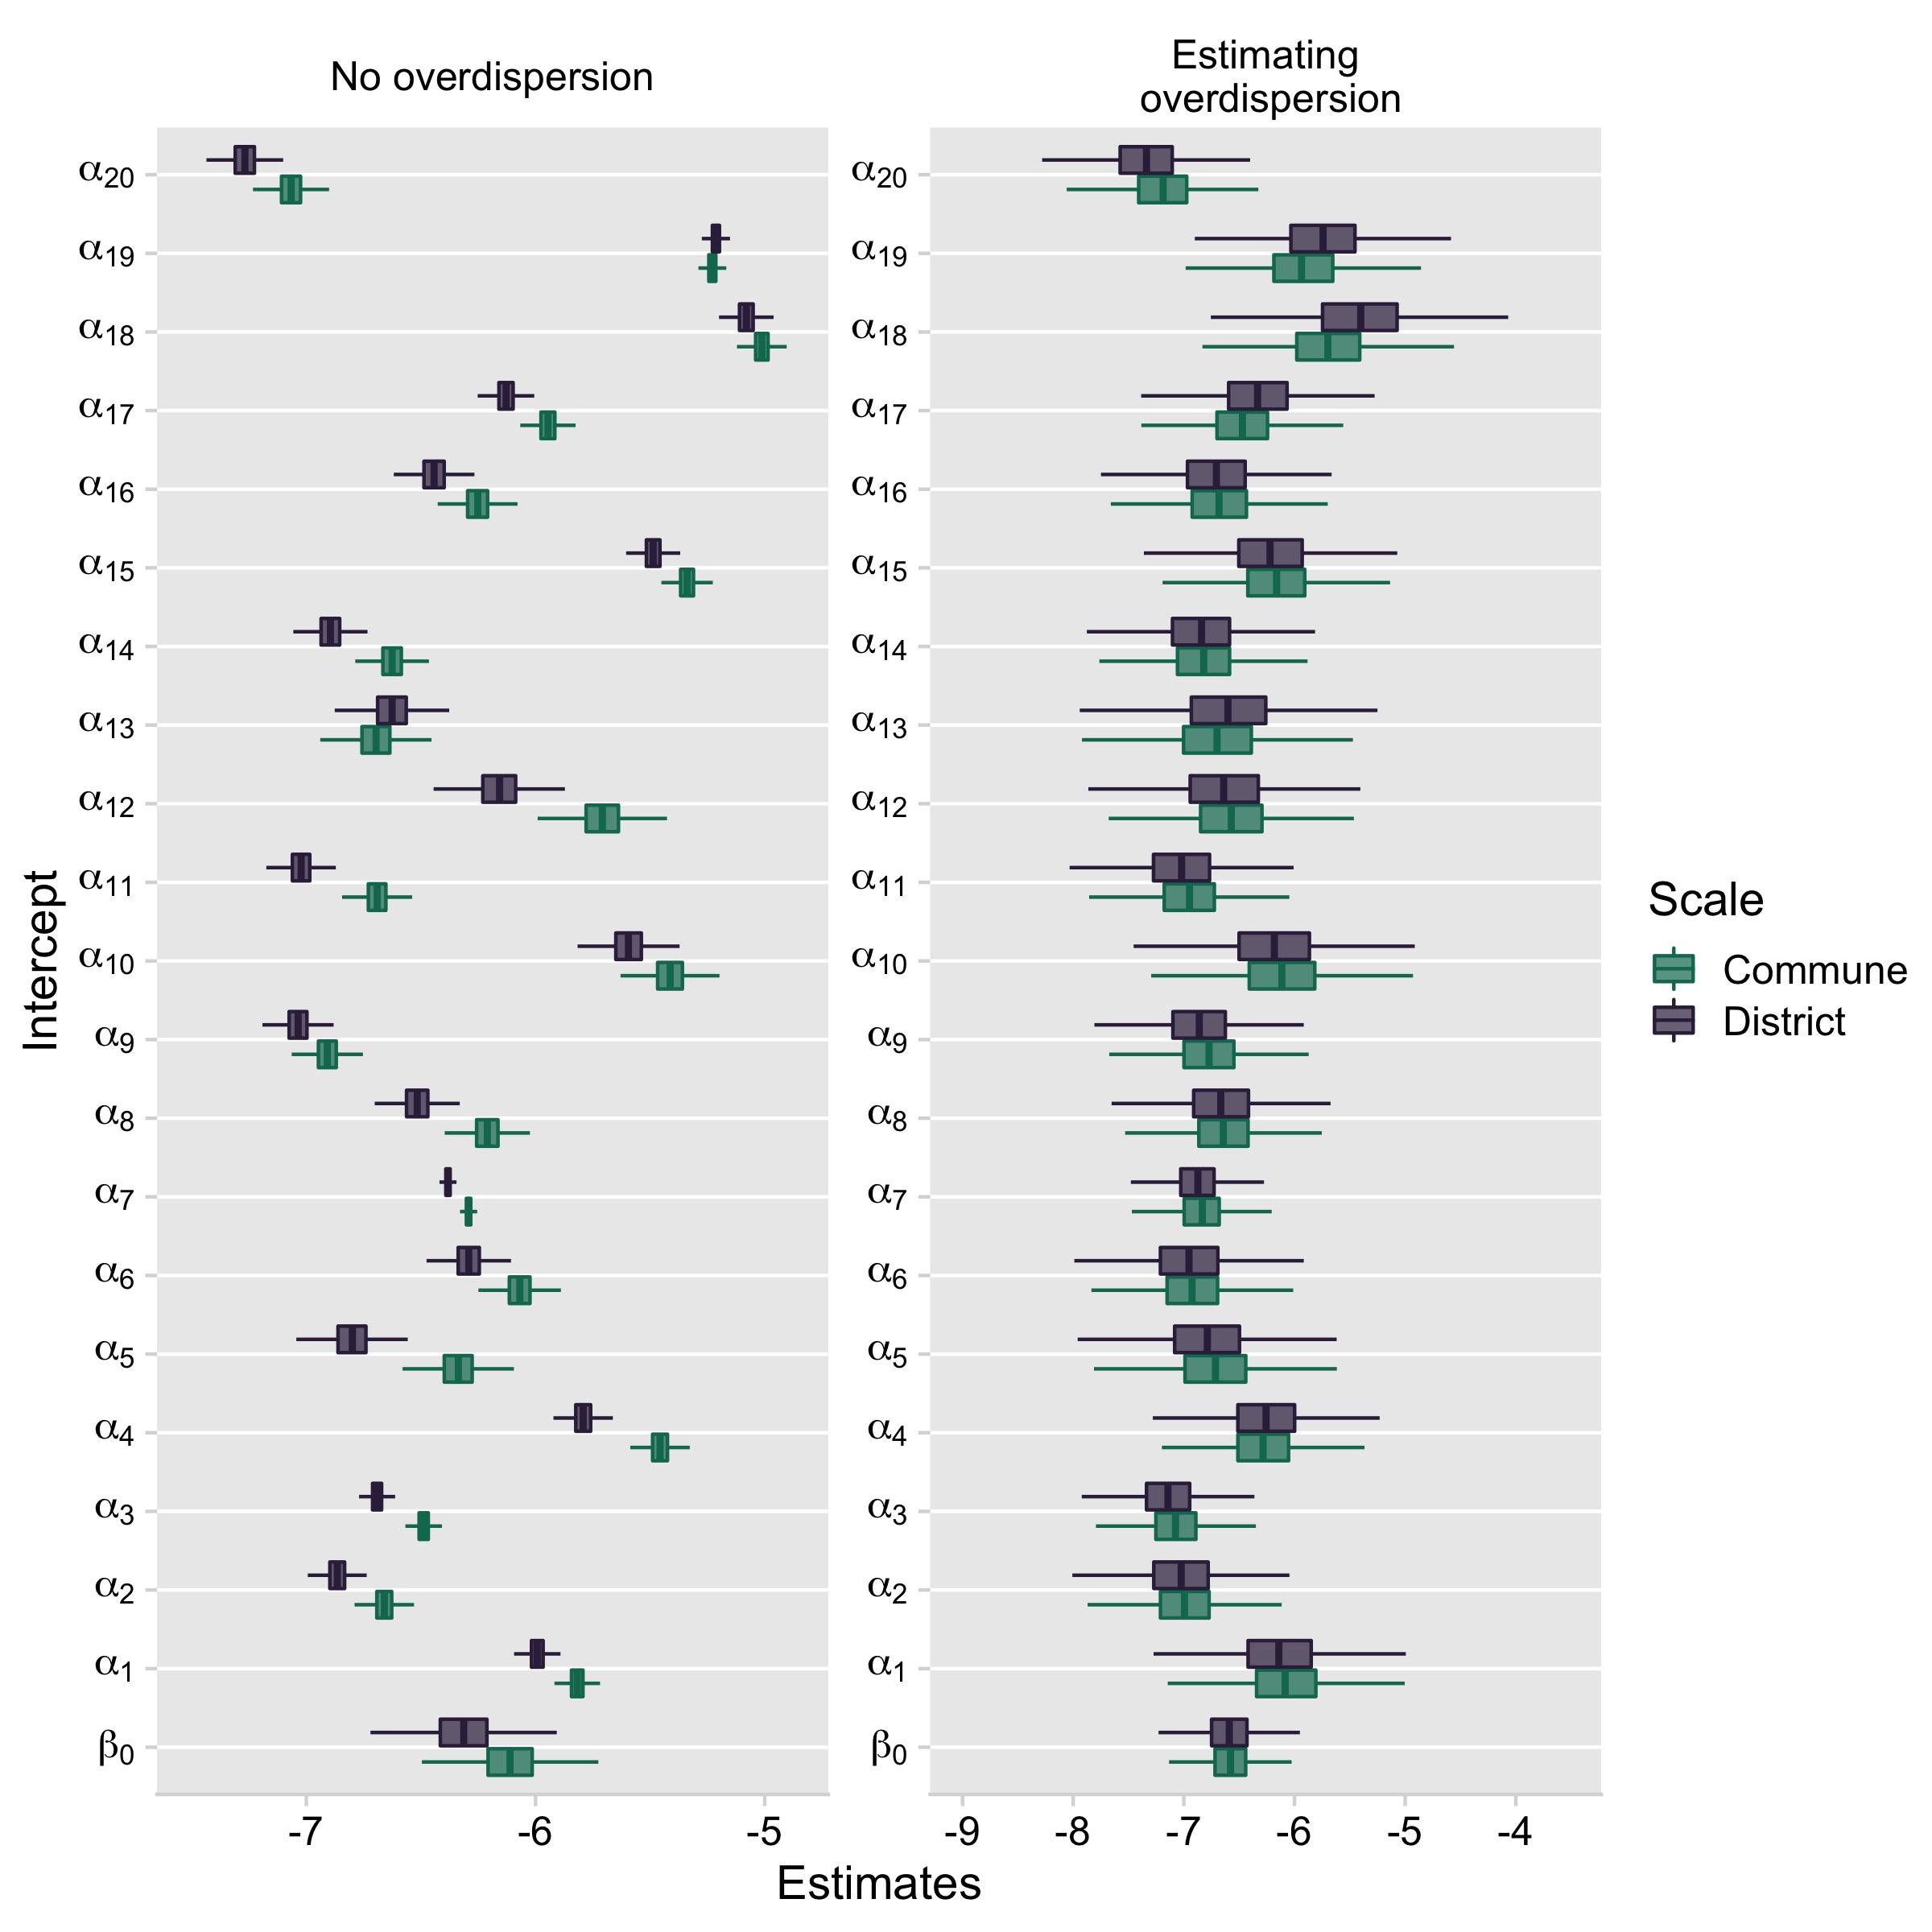 No overdispersion
Estimating
overdispersion
Intercept
α20
α19
α18
α17
α16
α15
α14
α13
α12
α11
α10
α9
α8
α7
α6
α5
α4
α3
α2
α1
β0
α20
α19
α18
α17
α16
α15
α14
α13
α12
α11
α10
α9
α8
α7
α6
α5
α4
α3
α2
α1
β0
-7 -6 -5
-9 -8 -7 -6 -5 -4
Estimates
Scale
Commune
District